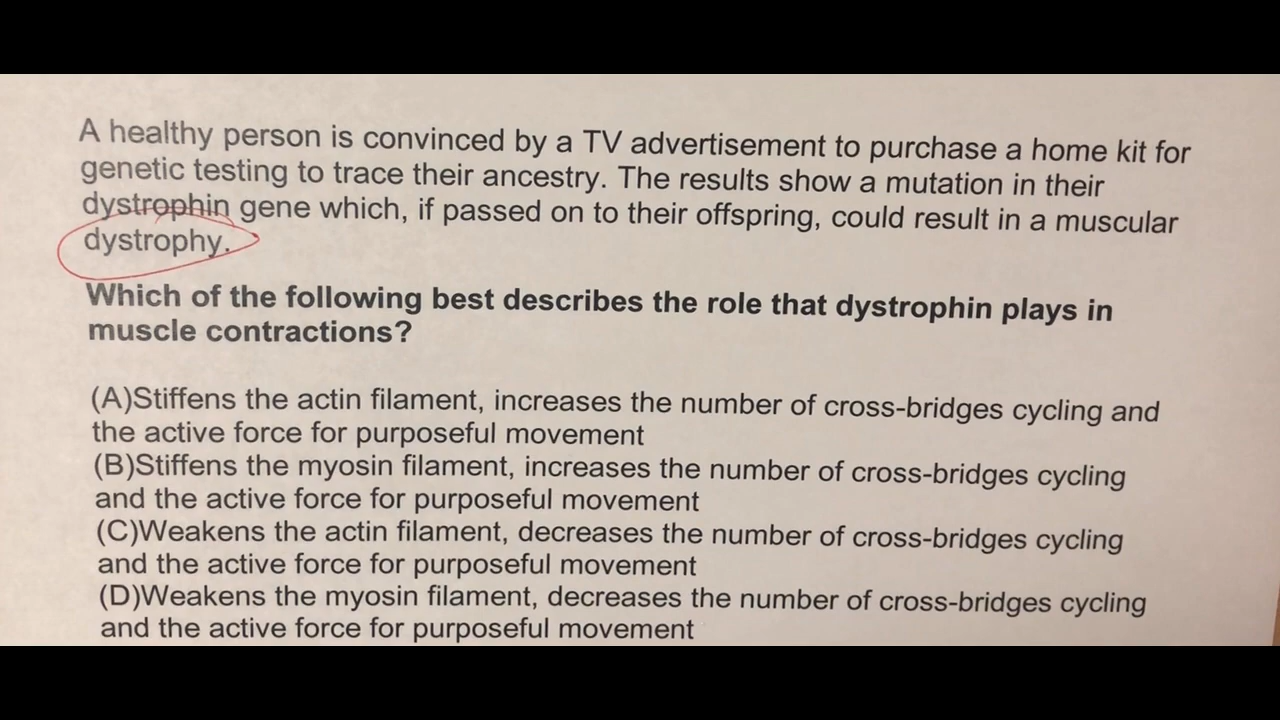 A healthy person is convinced by a TV advertisement to purchase a home kit for
genetic testing to trace their ancestry. The results show a mutation in their
dystrophin gene which, if passed on to their offspring, could result in a muscular
dystrophy.
Which of the following best describes the role that dystrophin plays in
muscle contractions?
(A)Stiffens the actin filament, increases the number of cross-bridges cycling and
the active force for purposeful movement
(B)Stiffens the myosin filament, increases the number of cross-bridges cycling
and the active force for purposeful movement
(C)Weakens the actin filament, decreases the number of cross-bridges cycling
and the active force for purposeful movement
(D)Weakens the myosin filament, decreases the number of cross-bridges cycling
and the active force for purposeful movement